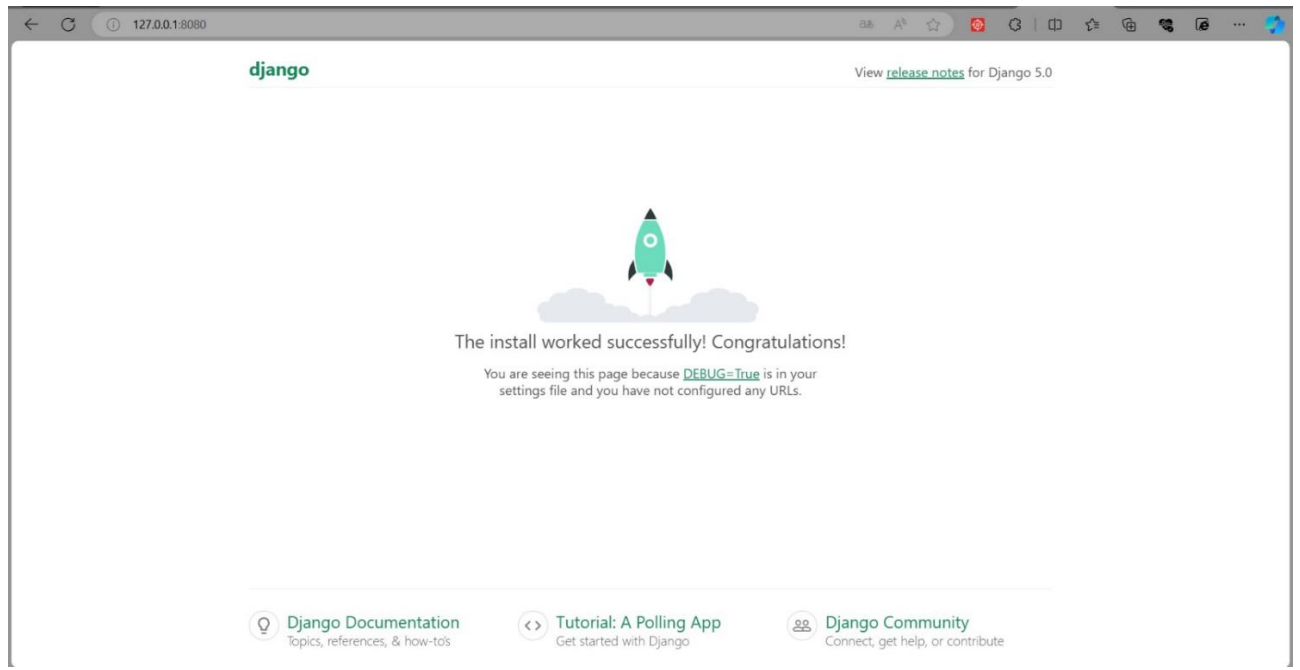 127.0.0.1:8080
django
View release notes for Django 5.0
The install worked successfully! Congratulations!
You are seeing this page because DEBUG=True is in your
settings file and you have not configured any URLs.
Django Documentation
Topics, references, & how-to's
Tutorial: A Polling App
Get started with Django
Django Community
Connect, get help, or contribute